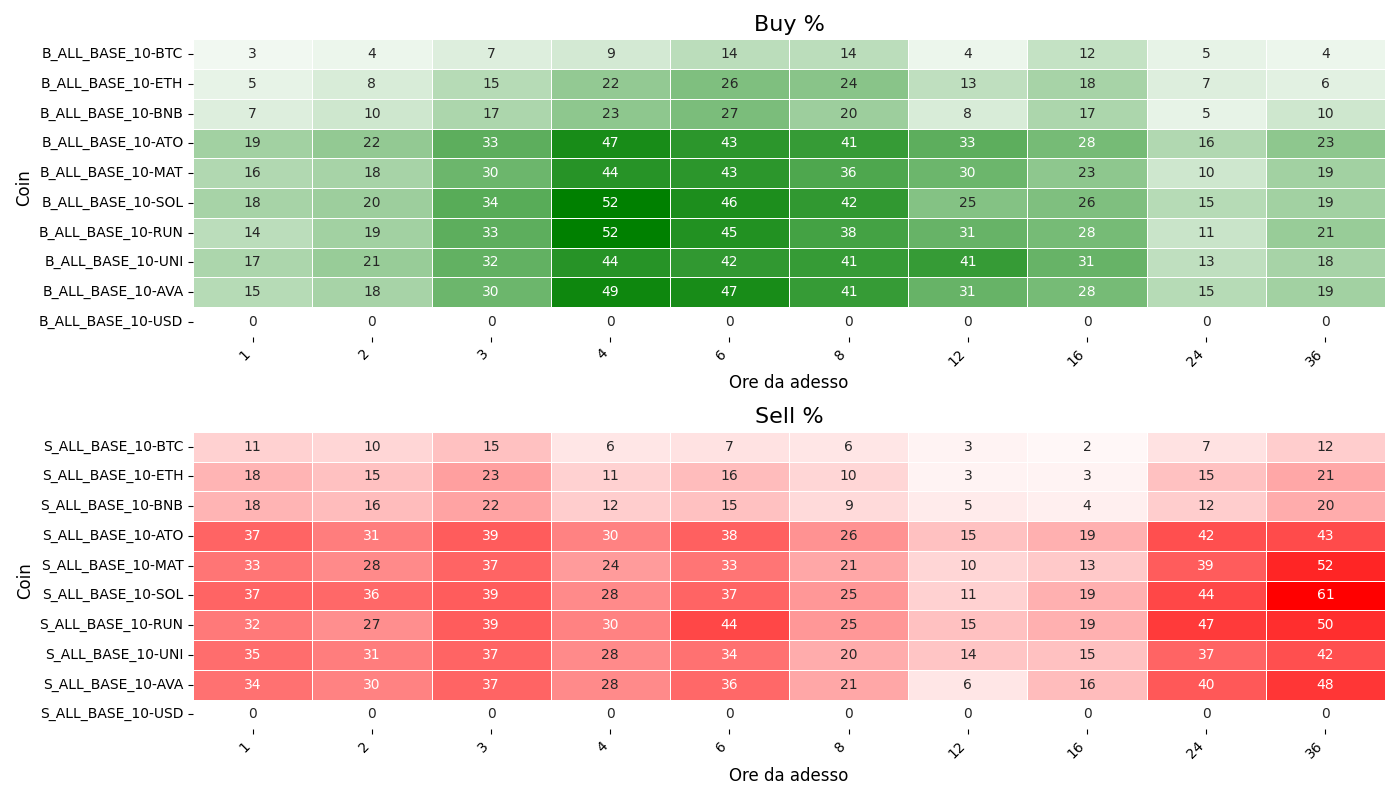 Buy %
Coin
B_ALL_BASE_10-BTC 3 4 7 9 14 14 4 12 5 4
B_ALL_BASE_10-ETH 5 8 15 22 26 24 13 18 7 6
B_ALL_BASE_10-BNB 7 10 17 23 27 20 8 17 5 10
B_ALL_BASE_10-ATO 19 22 33 47 43 41 33 28 16 23
B_ALL_BASE_10-MAT 16 18 30 44 43 36 30 23 10 19
B_ALL_BASE_10-SOL 18 20 34 52 46 42 25 26 15 19
B_ALL_BASE_10-RUN 14 19 33 52 45 38 31 28 11 21
B_ALL_BASE_10-UNI 17 21 32 44 42 41 41 31 13 18
B_ALL_BASE_10-AVA 15 18 30 49 47 41 31 28 15 19
B_ALL_BASE_10-USD 0 0 0 0 0 0 0 0 0 0
1 2 3 4 6 8 12 16 24 36
Ore da adesso
Sell %
Coin
S_ALL_BASE_10-BTC 11 10 15 6 7 6 3 2 7 12
S_ALL_BASE_10-ETH 18 15 23 11 16 10 3 3 15 21
S_ALL_BASE_10-BNB 18 16 22 12 15 9 5 4 12 20
S_ALL_BASE_10-ATO 37 31 39 30 38 26 15 19 42 43
S_ALL_BASE_10-MAT 33 28 37 24 33 21 10 13 39 52
S_ALL_BASE_10-SOL 37 36 39 28 37 25 11 19 44 61
S_ALL_BASE_10-RUN 32 27 39 30 44 25 15 19 47 50
S_ALL_BASE_10-UNI 35 31 37 28 34 20 14 15 37 42
S_ALL_BASE_10-AVA 34 30 37 28 36 21 6 16 40 48
S_ALL_BASE_10-USD 0 0 0 0 0 0 0 0 0 0
1 2 3 4 6 8 12 16 24 36
Ore da adesso